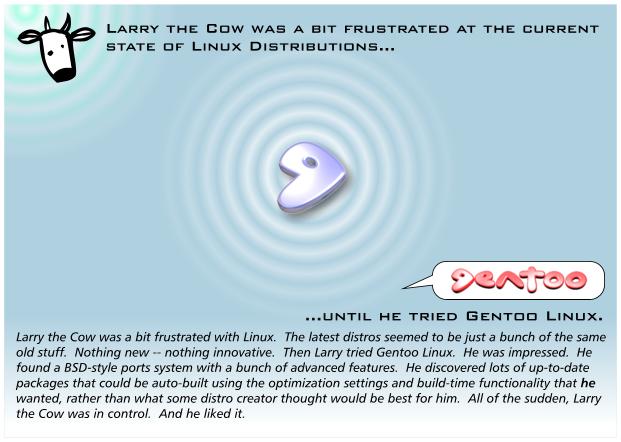 Larry the Cow was a bit frustrated at the current
state of Linux Distributions...
gentoo
...until he tried Gentoo Linux.
Larry the Cow was a bit frustrated with Linux. The latest distros seemed to be just a bunch of the same
old stuff. Nothing new -- nothing innovative. Then Larry tried Gentoo Linux. He was impressed. He
found a BSD-style ports system with a bunch of advanced features. He discovered lots of up-to-date
packages that could be auto-built using the optimization settings and build-time functionality that he
wanted, rather than what some distro creator thought would be best for him. All of the sudden, Larry
the Cow was in control. And he liked it.